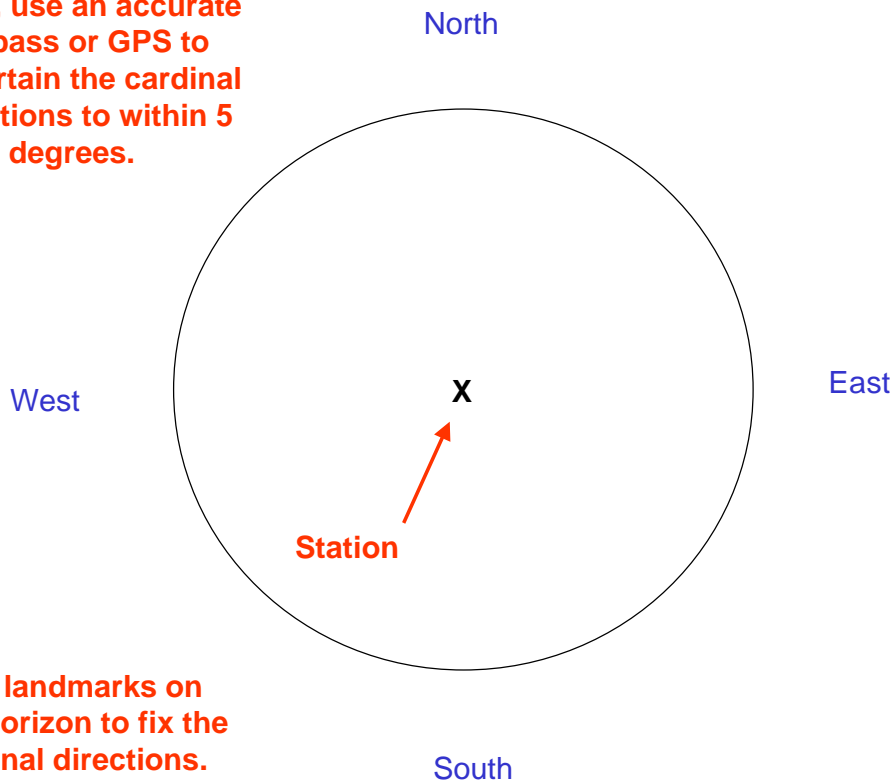 use an accurate
pass or GPS to
rtain the cardinal
tions to within 5
degrees.
North
West
X
East
Station
landmarks on
orizon to fix the
nal directions.
South